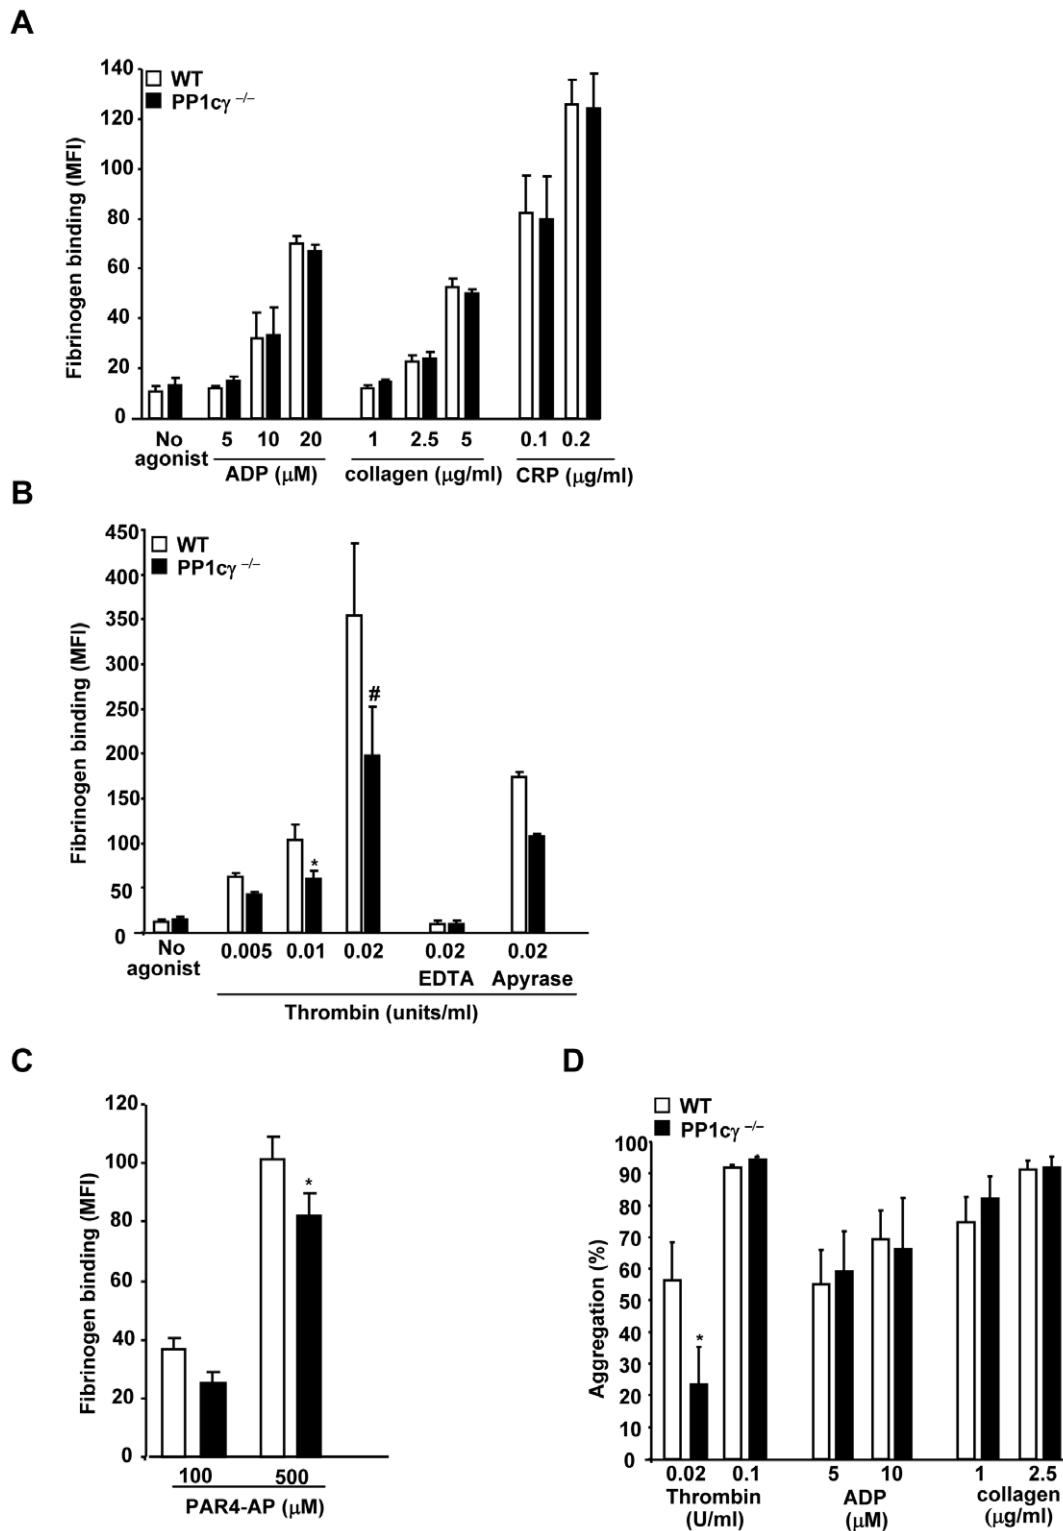 A
140
120
100
80
60
40
20
0
Fibrinogen binding (MFI)
WT
PP1cγ –/–
No agonist
5 10 20
ADP (μM)
1 2.5 5
collagen (μg/ml)
0.1 0.2
CRP (μg/ml)
B
450
400
350
300
250
200
150
100
50
0
Fibrinogen binding (MFI)
WT
PP1cγ –/–
*
#
No agonist
0.005 0.01 0.02 0.02 0.02
EDTA Apyrase
Thrombin (units/ml)
C
120
100
80
60
40
20
0
Fibrinogen binding (MFI)
*
100 500
PAR4-AP (μM)
D
WT
PP1cγ –/–
100
90
80
70
60
50
40
30
20
10
0
Aggregation (%)
*
0.02 0.1 5 10 1 2.5
Thrombin
(U/ml)
ADP
(μM)
collagen
(μg/ml)